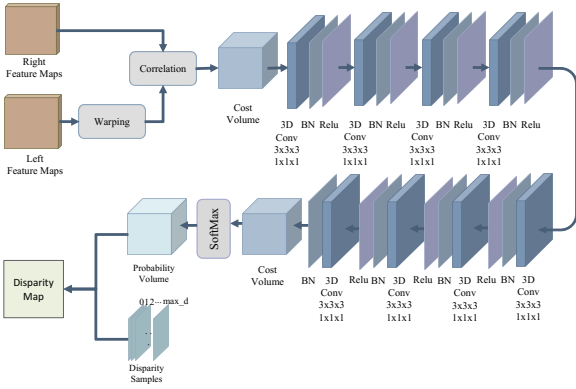 Right
Feature Maps
Correlation
Warping
Left
Feature Maps
Cost
Volume
3D BN Relu 3D BN Relu 3D BN Relu 3D BN Relu
Conv Conv Conv Conv
3x3x3 3x3x3 3x3x3 3x3x3
1x1x1 1x1x1 1x1x1 1x1x1
SoftMax
Probability
Volume
Cost
Volume
BN 3D Relu BN 3D Relu BN 3D Relu BN 3D
Conv Conv Conv Conv
3x3x3 3x3x3 3x3x3 3x3x3
1x1x1 1x1x1 1x1x1 1x1x1
Disparity
Map
012...max_d
...
Disparity
Samples